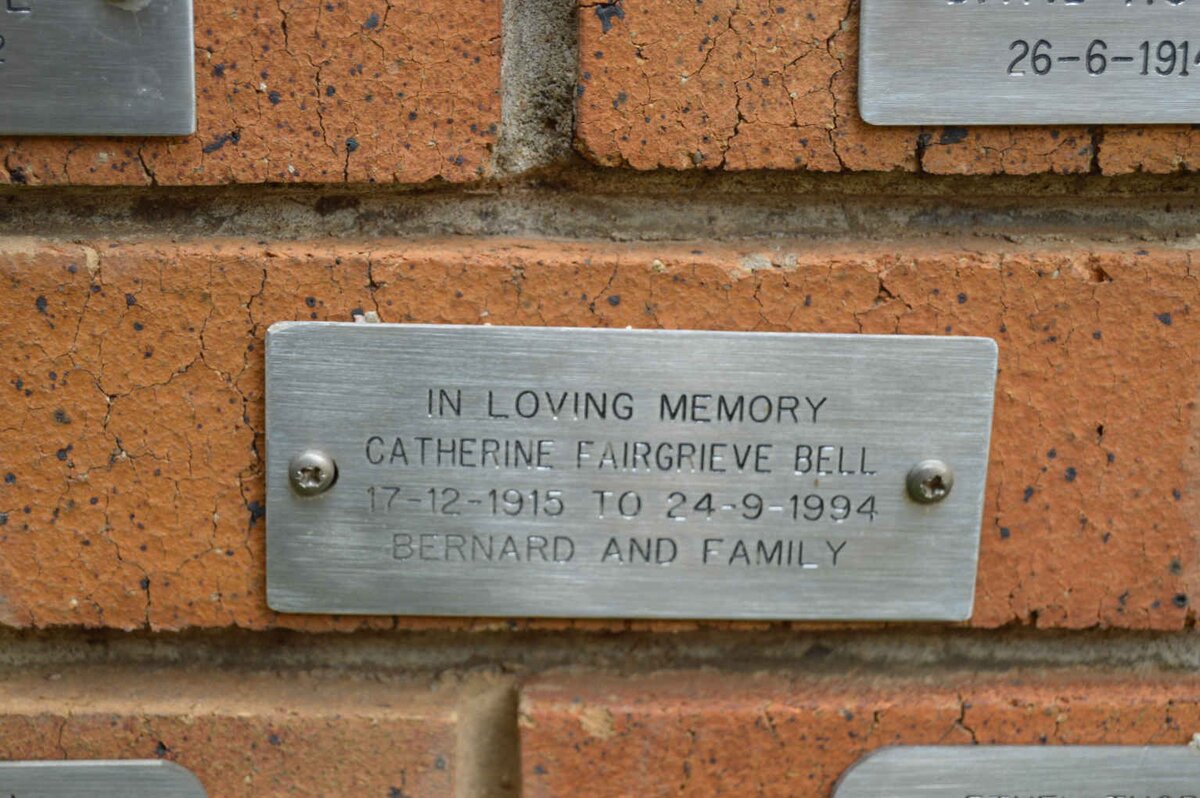 26-6-1914
IN LOVING MEMORY
CATHERINE FAIRGRIEVE BELL
17-12-1915 TO 24-9-1994
BERNARD AND FAMILY